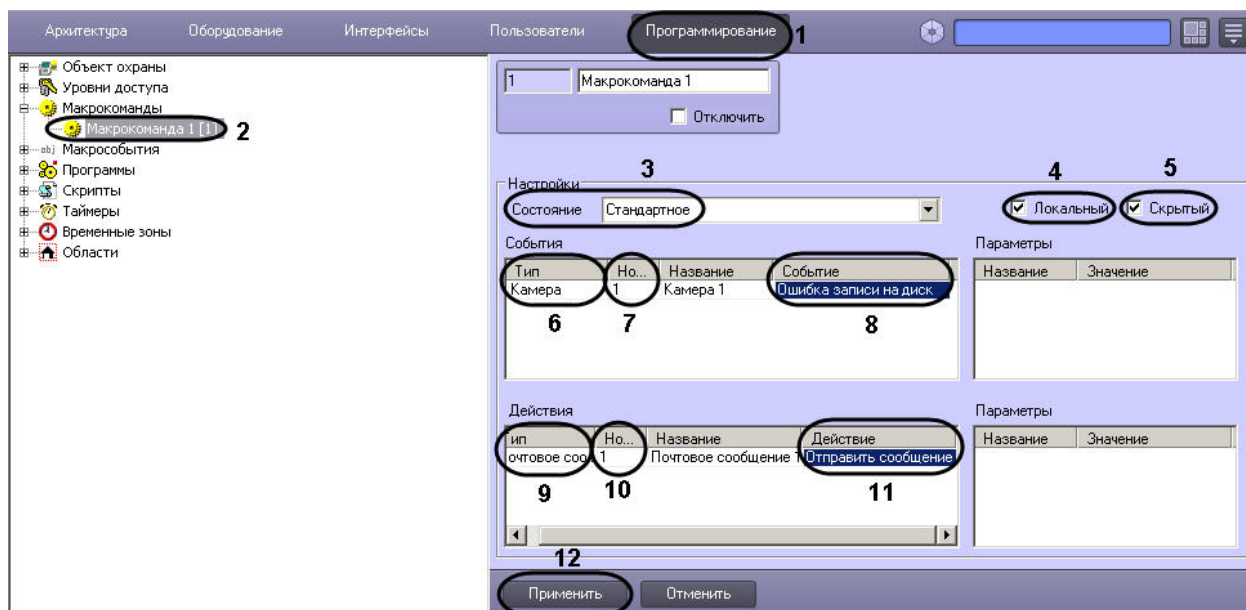 Архитектура Оборудование Интерфейсы Пользователи Программирование 1
Объект охраны
Уровни доступа
Макрокоманды
Макрокоманда 1 [1] 2
obj Макрособытия
Программы
Скрипты
Таймеры
Временные зоны
Области
1 Макрокоманда 1
Отключить
Настройки 3 4 5
Состояние Стандартное Локальный Скрытый
События Параметры
Тип Но... Название Событие Название Значение
Камера 1 Камера 1 Ошибка записи на диск
6 7 8
Действия Параметры
ип Но... Название Действие Название Значение
очтовое соо 1 Почтовое сообщение 1 Отправить сообщение
9 10 11
12
Применить Отменить